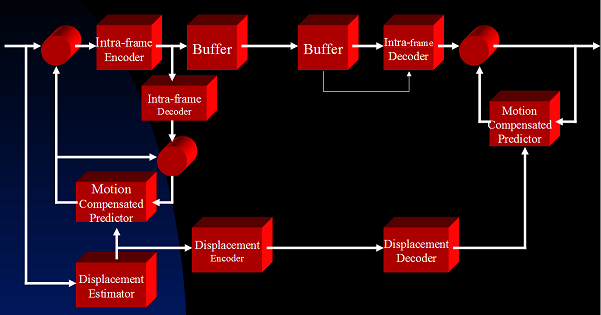 Intra-frame
Encoder
Buffer
Buffer
Intra-frame
Decoder
Intra-frame
Decoder
Motion
Compensated
Predictor
Motion
Compensated
Predictor
Displacement
Encoder
Displacement
Decoder
Displacement
Estimator